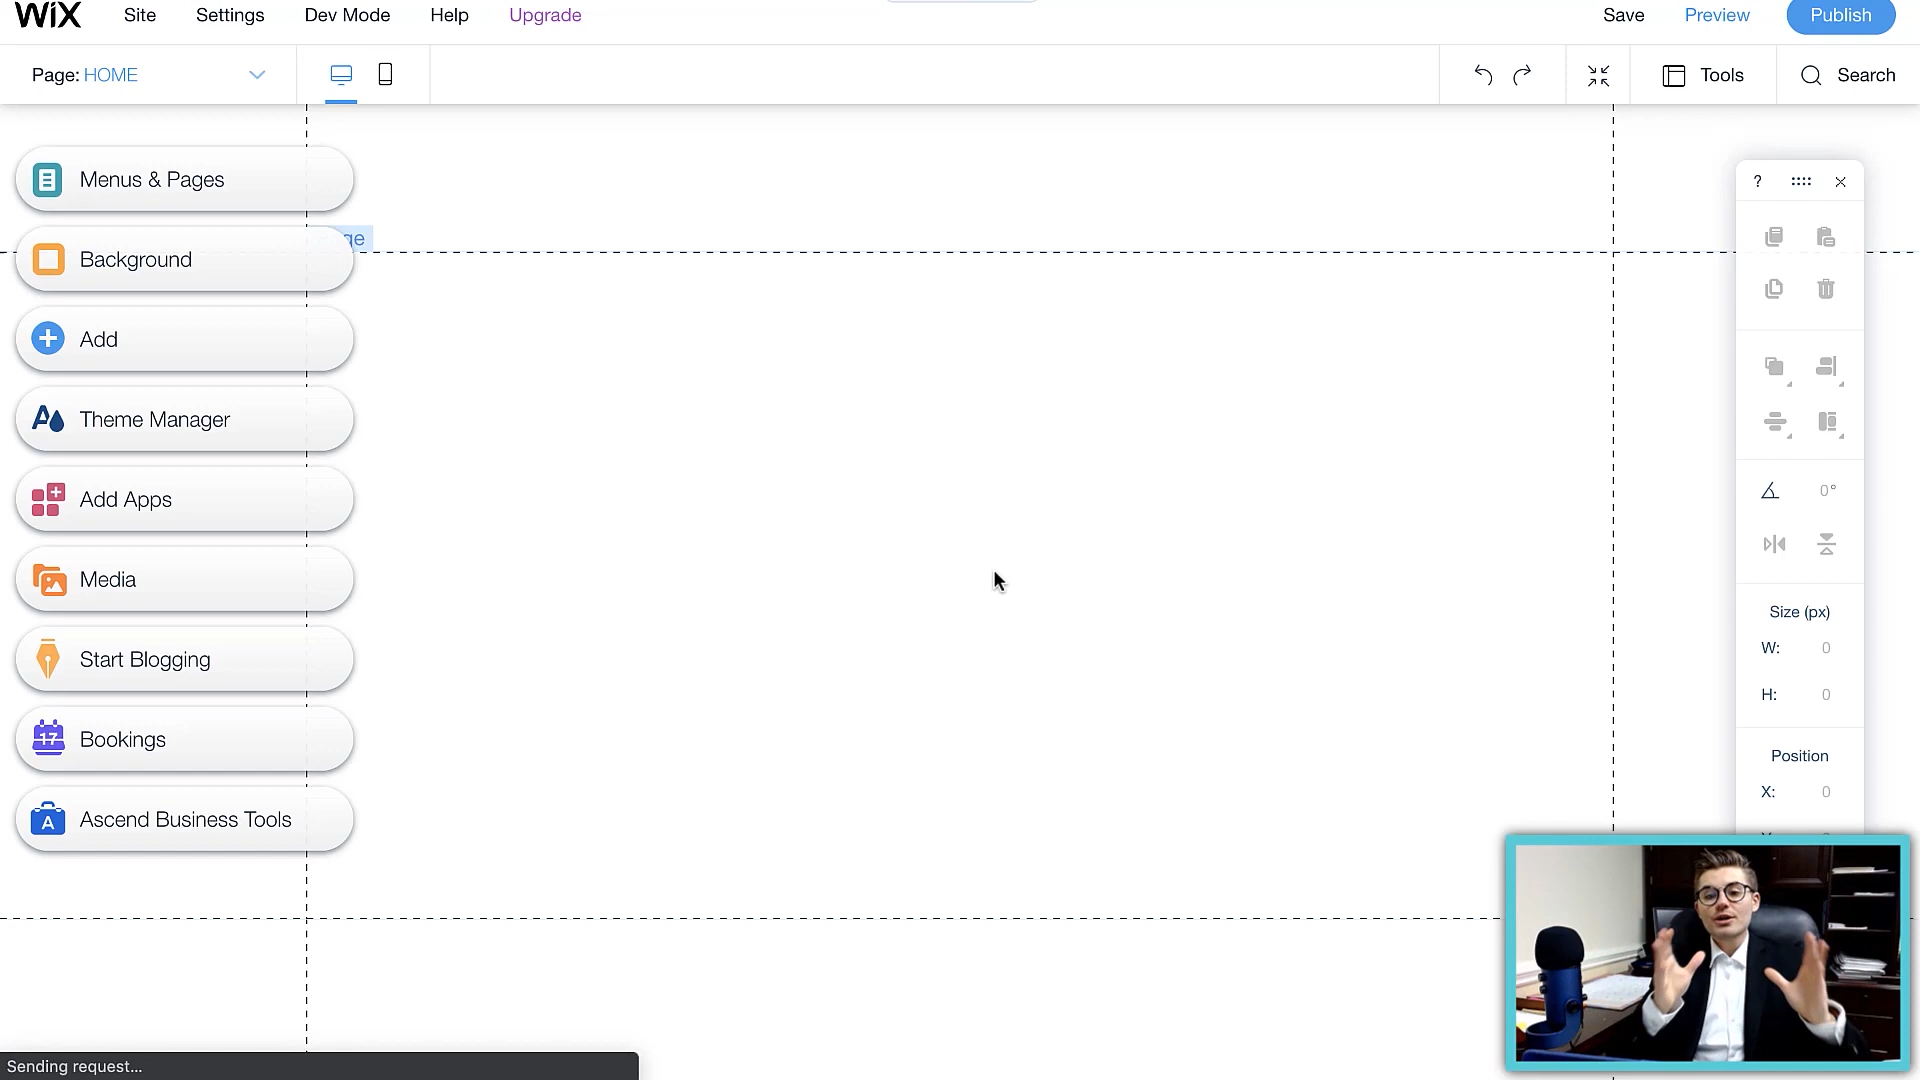 WiX Site Settings Dev Mode Help Upgrade Save Preview Publish
Page: HOME Tools Search
Menus & Pages
ge
Background
Add
Theme Manager
Add Apps
Media
17
Start Blogging
Bookings
A
Ascend Business Tools
?
0°
Size (px)
W: 0
H: 0
Position
X: 0
Sending request...